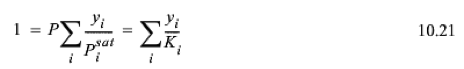 1 = P∑_i y_i / P_i^sat = ∑_i y_i / K_i 10.21